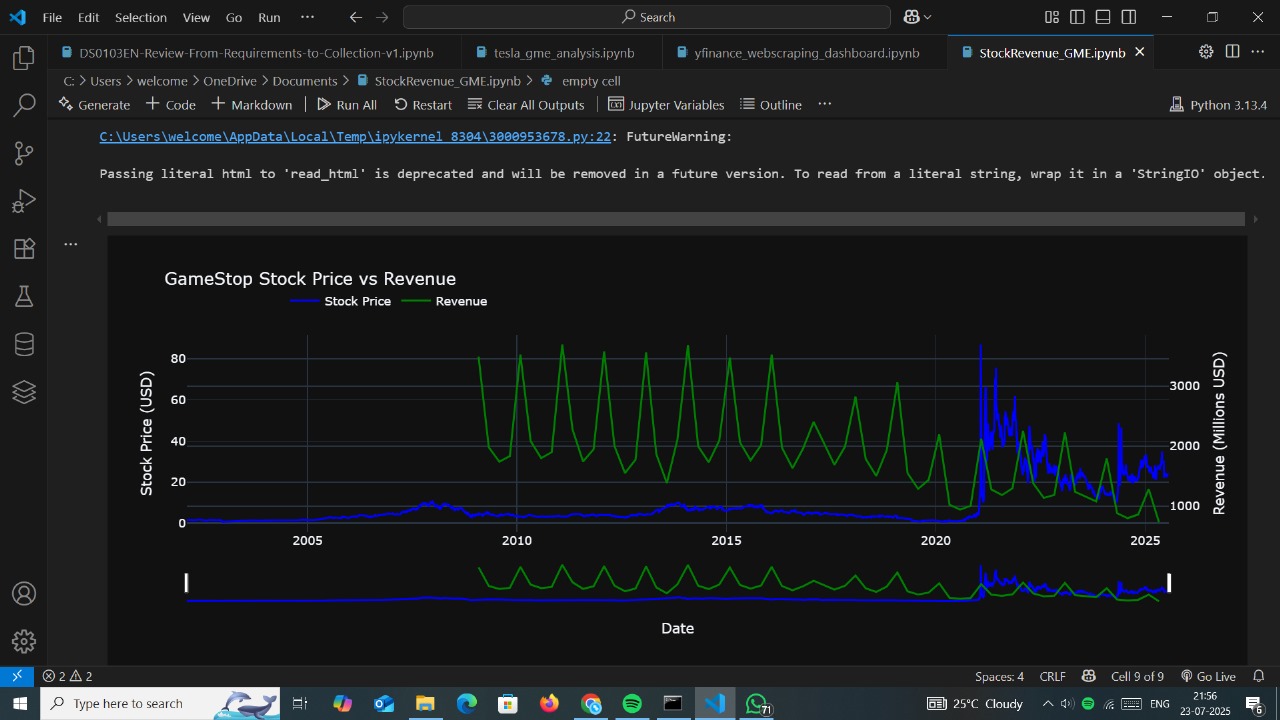 File Edit Selection View Go Run ··· Search
DS0103EN-Review-From-Requirements-to-Collection-v1.ipynb tesla_gme_analysis.ipynb yfinance_webscraping_dashboard.ipynb StockRevenue_GME.ipynb
C: > Users > welcome > OneDrive > Documents > StockRevenue_GME.ipynb > empty cell
Generate + Code + Markdown Run All Restart Clear All Outputs Jupyter Variables Outline ··· Python 3.13.4
C:\Users\welcome\AppData\Local\Temp\ipykernel_8304\3000953678.py:22: FutureWarning:
Passing literal html to 'read_html' is deprecated and will be removed in a future version. To read from a literal string, wrap it in a 'StringIO' object.
GameStop Stock Price vs Revenue
Stock Price Revenue
Stock Price (USD)
80
60
40
20
0
3000
2000
1000
Revenue (Millions USD)
2005 2010 2015 2020 2025
Date
2 2 Spaces: 4 CRLF Cell 9 of 9 Go Live
Type here to search 71 25°C Cloudy ENG 21:56
23-07-2025 6